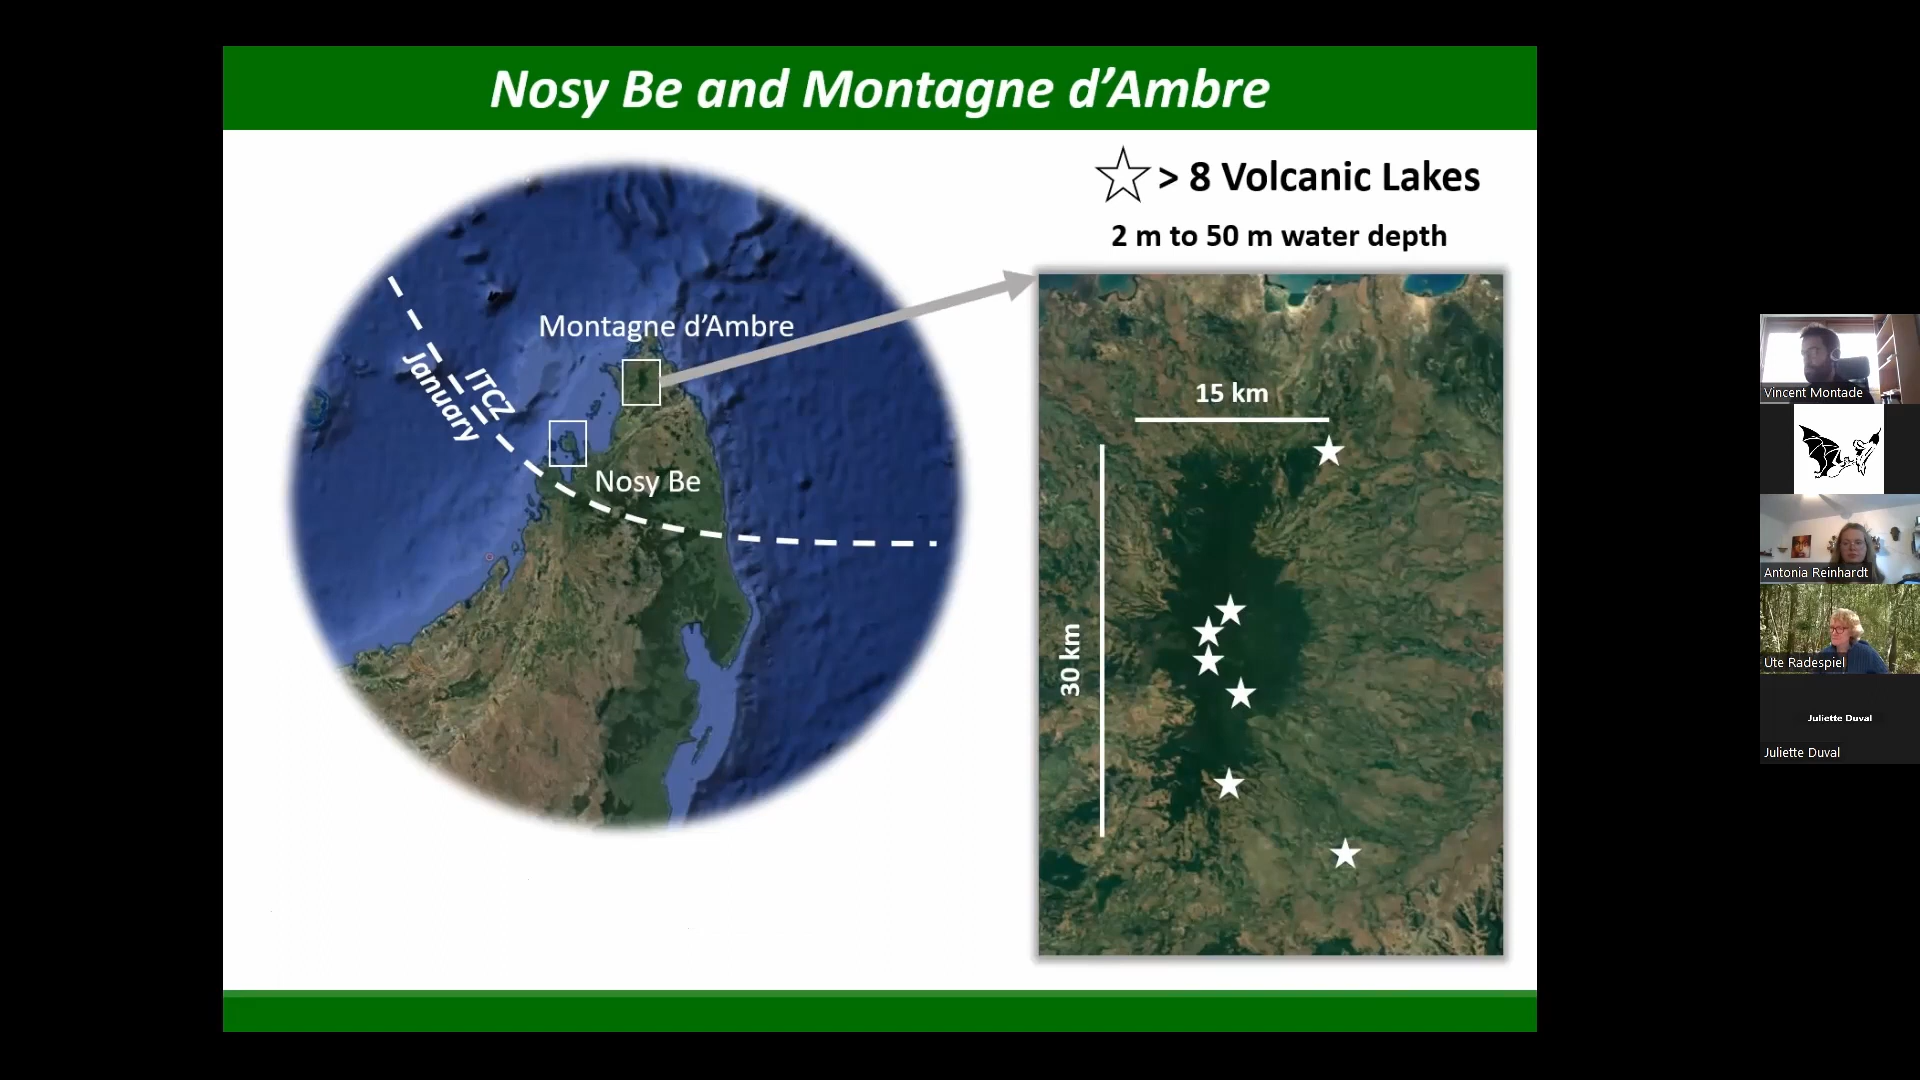 Nosy Be and Montagne d’Ambre
> 8 Volcanic Lakes
2 m to 50 m water depth
Montagne d’Ambre
ITCZ
January
Nosy Be
15 km
30 km
Vincent Montade
Antonia Reinhardt
Ute Radespiel
Juliette Duval
Juliette Duval